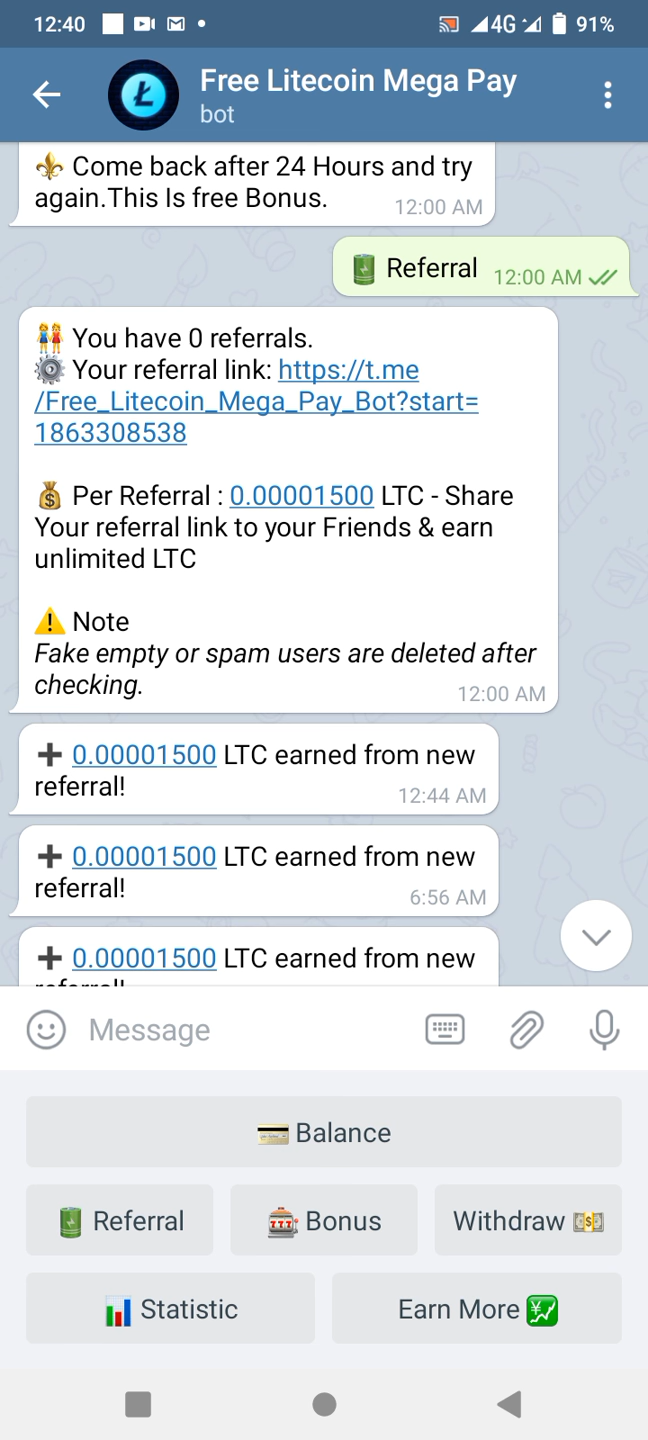 12:40
4G
91%
Free Litecoin Mega Pay
bot
Come back after 24 Hours and try
again.This Is free Bonus.
12:00 AM
Referral
12:00 AM
You have 0 referrals.
Your referral link: https://t.me
/Free_Litecoin_Mega_Pay_Bot?start=
1863308538
Per Referral : 0.00001500 LTC - Share
Your referral link to your Friends & earn
unlimited LTC
Note
Fake empty or spam users are deleted after
checking.
12:00 AM
+ 0.00001500 LTC earned from new
referral!
12:44 AM
+ 0.00001500 LTC earned from new
referral!
6:56 AM
+ 0.00001500 LTC earned from new
referral!
Message
Balance
Referral
Bonus
Withdraw
Statistic
Earn More